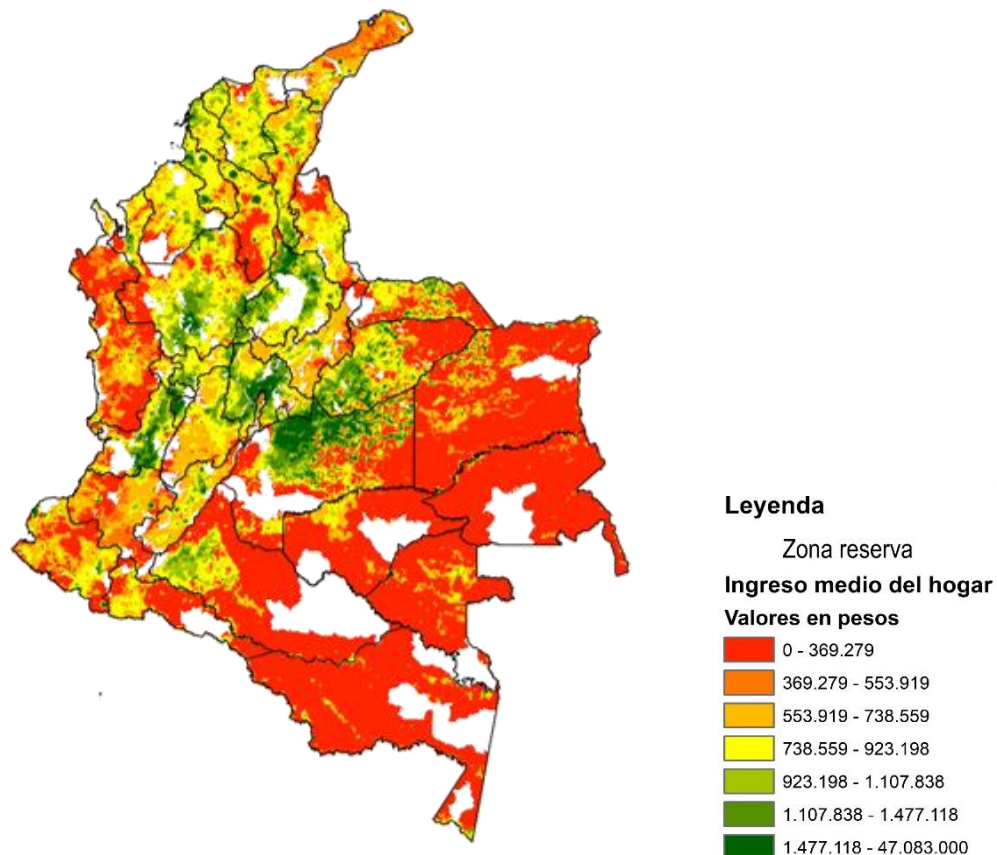 Leyenda
Zona reserva
Ingreso medio del hogar
Valores en pesos
0 - 369.279
369.279 - 553.919
553.919 - 738.559
738.559 - 923.198
923.198 - 1.107.838
1.107.838 - 1.477.118
1.477.118 - 47.083.000